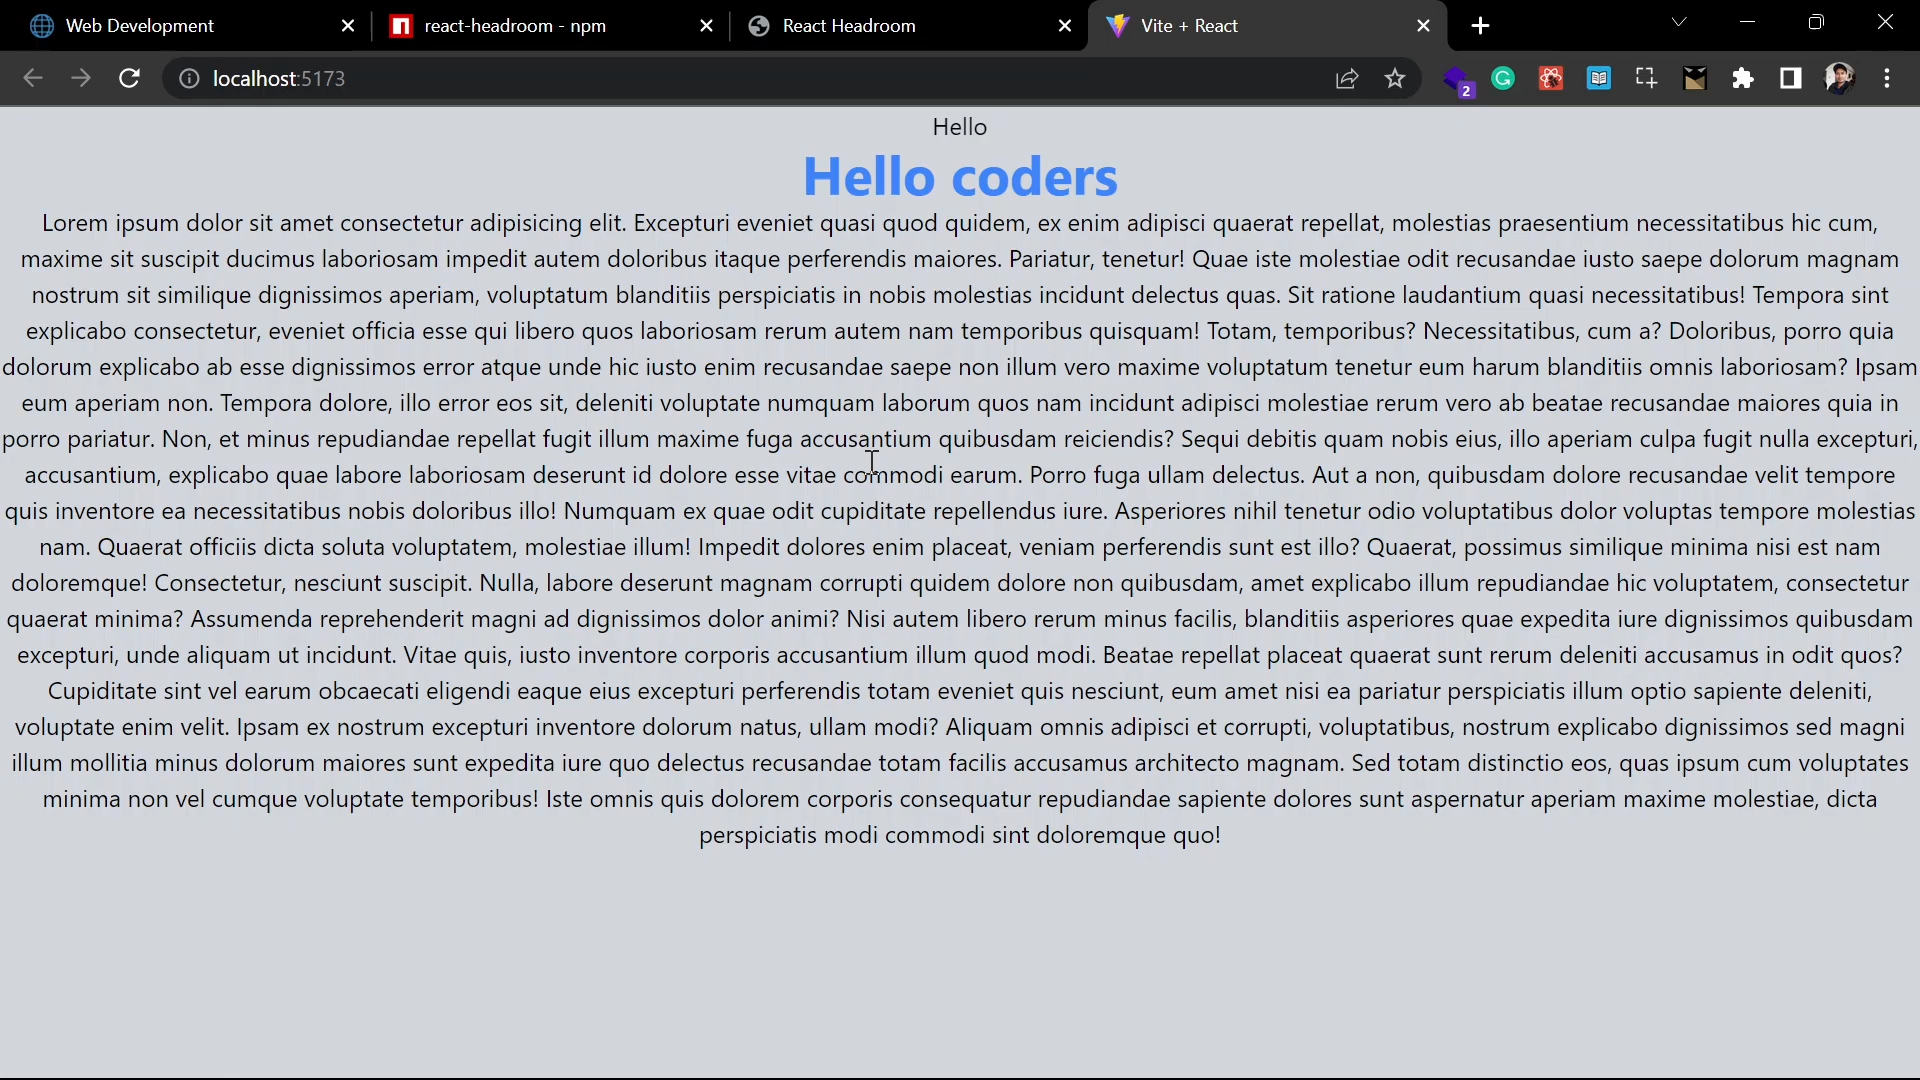 Web Development
react-headroom - npm
React Headroom
Vite + React
localhost:5173
2
Hello
Hello coders
Lorem ipsum dolor sit amet consectetur adipisicing elit. Excepturi eveniet quasi quod quidem, ex enim adipisci quaerat repellat, molestias praesentium necessitatibus hic cum,
maxime sit suscipit ducimus laboriosam impedit autem doloribus itaque perferendis maiores. Pariatur, tenetur! Quae iste molestiae odit recusandae iusto saepe dolorum magnam
nostrum sit similique dignissimos aperiam, voluptatum blanditiis perspiciatis in nobis molestias incidunt delectus quas. Sit ratione laudantium quasi necessitatibus! Tempora sint
explicabo consectetur, eveniet officia esse qui libero quos laboriosam rerum autem nam temporibus quisquam! Totam, temporibus? Necessitatibus, cum a? Doloribus, porro quia
dolorum explicabo ab esse dignissimos error atque unde hic iusto enim recusandae saepe non illum vero maxime voluptatum tenetur eum harum blanditiis omnis laboriosam? Ipsam
eum aperiam non. Tempora dolore, illo error eos sit, deleniti voluptate numquam laborum quos nam incidunt adipisci molestiae rerum vero ab beatae recusandae maiores quia in
porro pariatur. Non, et minus repudiandae repellat fugit illum maxime fuga accusantium quibusdam reiciendis? Sequi debitis quam nobis eius, illo aperiam culpa fugit nulla excepturi,
accusantium, explicabo quae labore laboriosam deserunt id dolore esse vitae commodi earum. Porro fuga ullam delectus. Aut a non, quibusdam dolore recusandae velit tempore
quis inventore ea necessitatibus nobis doloribus illo! Numquam ex quae odit cupiditate repellendus iure. Asperiores nihil tenetur odio voluptatibus dolor voluptas tempore molestias
nam. Quaerat officiis dicta soluta voluptatem, molestiae illum! Impedit dolores enim placeat, veniam perferendis sunt est illo? Quaerat, possimus similique minima nisi est nam
doloremque! Consectetur, nesciunt suscipit. Nulla, labore deserunt magnam corrupti quidem dolore non quibusdam, amet explicabo illum repudiandae hic voluptatem, consectetur
quaerat minima? Assumenda reprehenderit magni ad dignissimos dolor animi? Nisi autem libero rerum minus facilis, blanditiis asperiores quae expedita iure dignissimos quibusdam
excepturi, unde aliquam ut incidunt. Vitae quis, iusto inventore corporis accusantium illum quod modi. Beatae repellat placeat quaerat sunt rerum deleniti accusamus in odit quos?
Cupiditate sint vel earum obcaecati eligendi eaque eius excepturi perferendis totam eveniet quis nesciunt, eum amet nisi ea pariatur perspiciatis illum optio sapiente deleniti,
voluptate enim velit. Ipsam ex nostrum excepturi inventore dolorum natus, ullam modi? Aliquam omnis adipisci et corrupti, voluptatibus, nostrum explicabo dignissimos sed magni
illum mollitia minus dolorum maiores sunt expedita iure quo delectus recusandae totam facilis accusamus architecto magnam. Sed totam distinctio eos, quas ipsum cum voluptates
minima non vel cumque voluptate temporibus! Iste omnis quis dolorem corporis consequatur repudiandae sapiente dolores sunt aspernatur aperiam maxime molestiae, dicta
perspiciatis modi commodi sint doloremque quo!